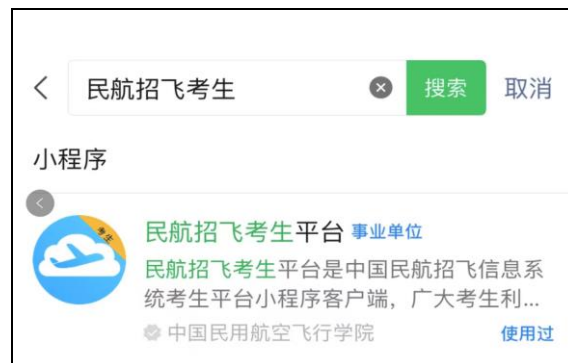 民航招飞考生 搜索 取消
小程序
考生
民航招飞考生平台 事业单位
民航招飞考生平台是中国民航招飞信息系
统考生平台小程序客户端，广大考生利...
中国民用航空飞行学院 使用过